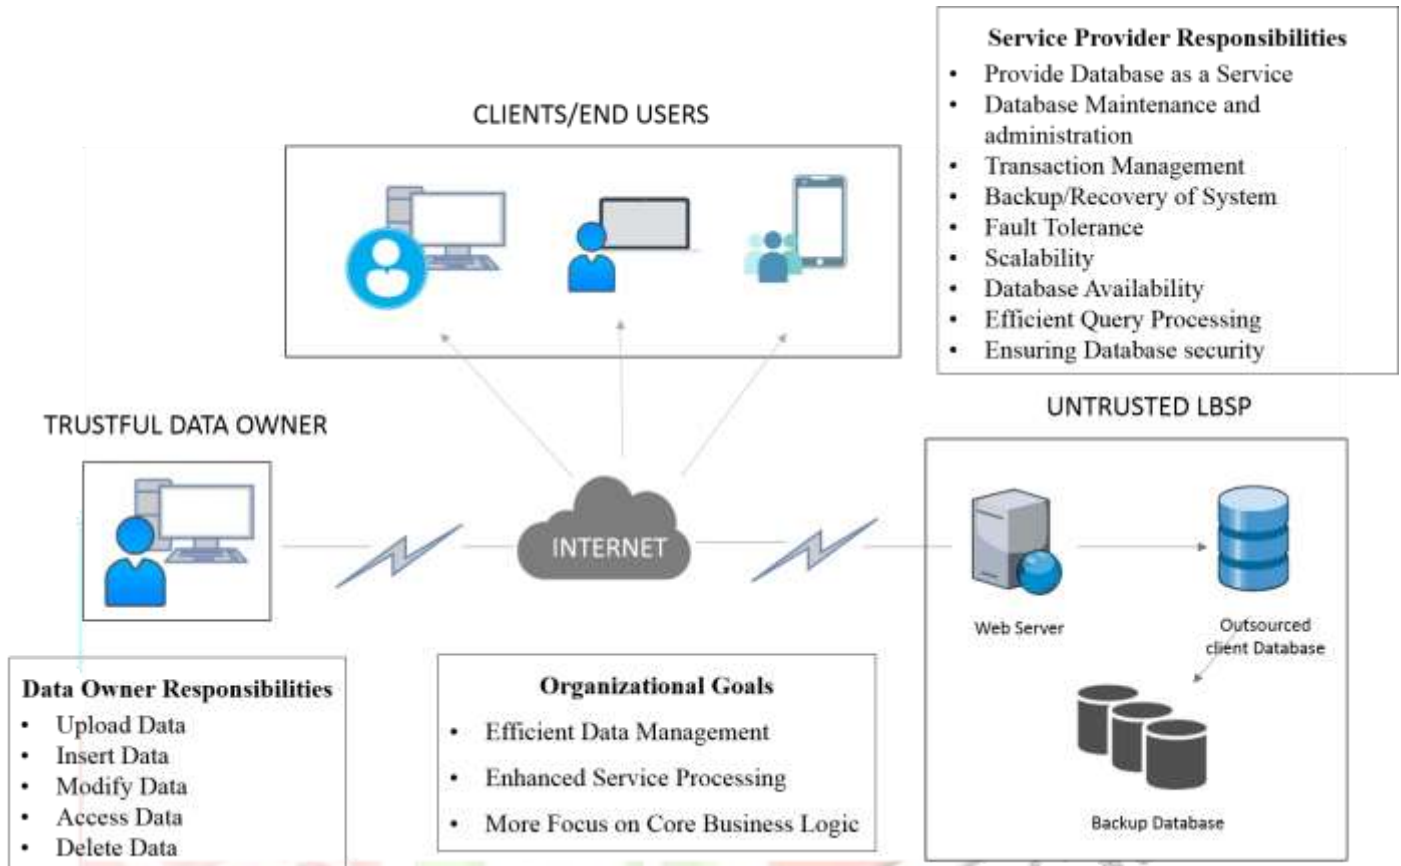 Service Provider Responsibilities
• Provide Database as a Service
• Database Maintenance and
administration
• Transaction Management
• Backup/Recovery of System
• Fault Tolerance
• Scalability
• Database Availability
• Efficient Query Processing
• Ensuring Database security
CLIENTS/END USERS
TRUSTFUL DATA OWNER
UNTRUSTED LBSP
INTERNET
Web Server
Outsourced
client Database
Backup Database
Data Owner Responsibilities
• Upload Data
• Insert Data
• Modify Data
• Access Data
• Delete Data
Organizational Goals
• Efficient Data Management
• Enhanced Service Processing
• More Focus on Core Business Logic